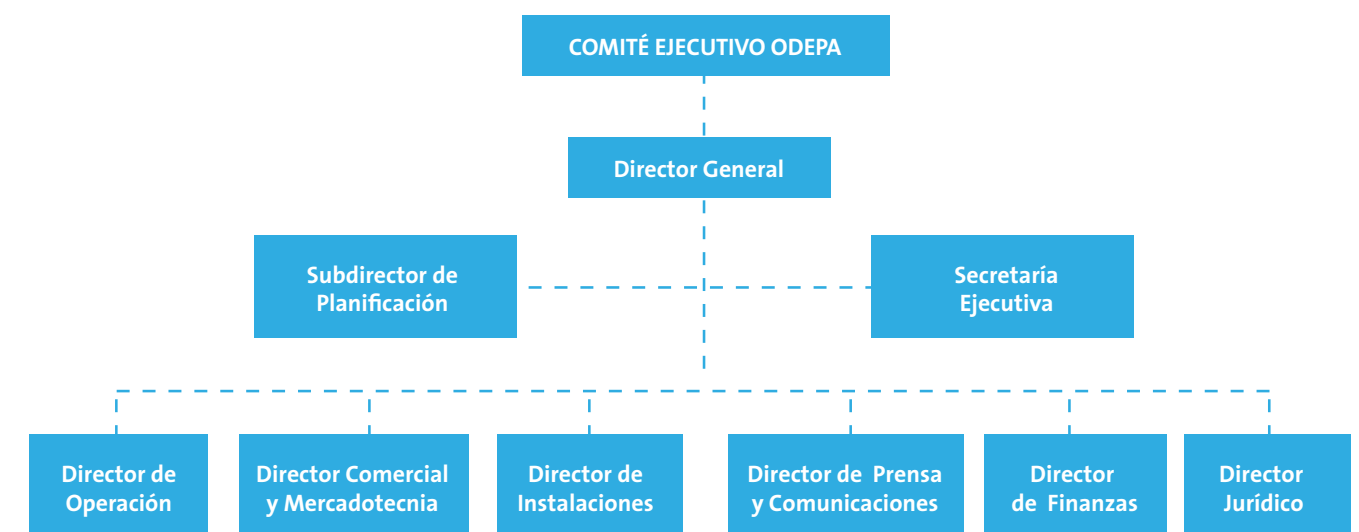 COMITÉ EJECUTIVO ODEPA
Director General
Subdirector de
Planificación
Secretaría
Ejecutiva
Director de
Operación
Director Comercial
y Mercadotecnia
Director de
Instalaciones
Director de Prensa
y Comunicaciones
Director
de Finanzas
Director
Jurídico